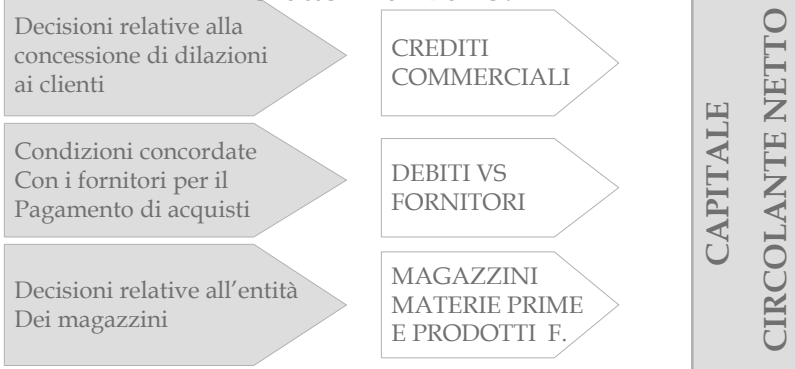 Decisioni relative alla
concessione di dilazioni
ai clienti
CREDITI
COMMERCIALI
Condizioni concordate
Con i fornitori per il
Pagamento di acquisti
DEBITI VS
FORNITORI
Decisioni relative all'entità
Dei magazzini
MAGAZZINI
MATERIE PRIME
E PRODOTTI F.
CAPITALE
CIRCOLANTE NETTO